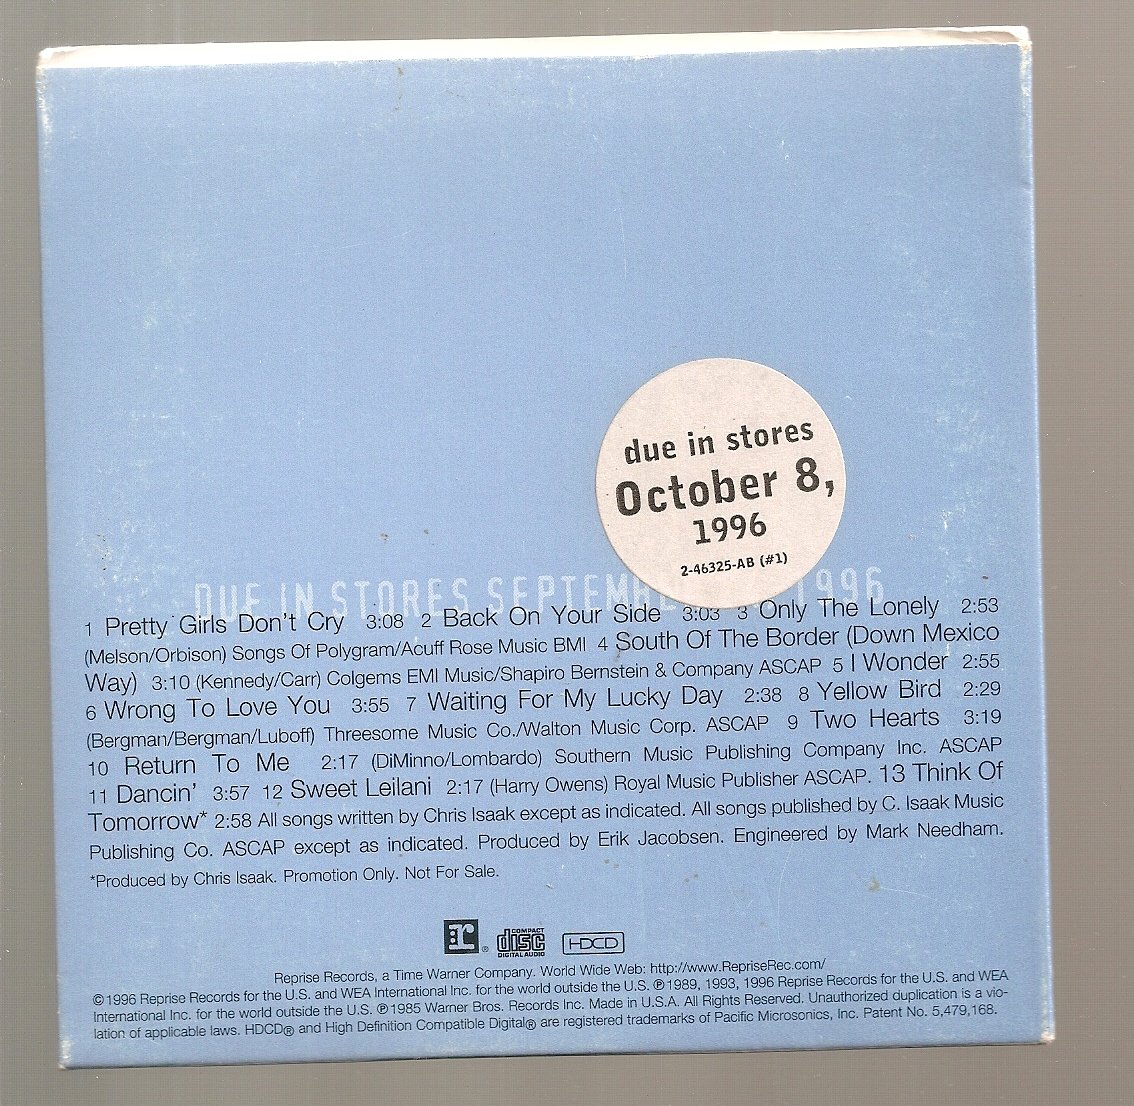 due in stores
October 8,
1996
2-46325-AB (#1)
DUE IN STORES SEPTEMBE 1996
1 Pretty Girls Don't Cry 3:08 2 Back On Your Side 3:03 3 Only The Lonely 2:53
(Melson/Orbison) Songs Of Polygram/Acuff Rose Music BMI 4 South Of The Border (Down Mexico
Way) 3:10 (Kennedy/Carr) Colgems EMI Music/Shapiro Bernstein & Company ASCAP 5 I Wonder 2:55
6 Wrong To Love You 3:55 7 Waiting For My Lucky Day 2:38 8 Yellow Bird 2:29
(Bergman/Bergman/Luboff) Threesome Music Co./Walton Music Corp. ASCAP 9 Two Hearts 3:19
10 Return To Me 2:17 (DiMinno/Lombardo) Southern Music Publishing Company Inc. ASCAP
11 Dancin' 3:57 12 Sweet Leilani 2:17 (Harry Owens) Royal Music Publisher ASCAP. 13 Think Of
Tomorrow* 2:58 All songs written by Chris Isaak except as indicated. All songs published by C. Isaak Music
Publishing Co. ASCAP except as indicated. Produced by Erik Jacobsen. Engineered by Mark Needham.
*Produced by Chris Isaak. Promotion Only. Not For Sale.
r ® COMPACT disc DIGITAL AUDIO HDCD
Reprise Records, a Time Warner Company. World Wide Web: http://www.RepriseRec.com/
©1996 Reprise Records for the U.S. and WEA International Inc. for the world outside the U.S. ℗1989, 1993, 1996 Reprise Records for the U.S. and WEA
International Inc. for the world outside the U.S. ℗1985 Warner Bros. Records Inc. Made in U.S.A. All Rights Reserved. Unauthorized duplication is a vio-
lation of applicable laws. HDCD® and High Definition Compatible Digital® are registered trademarks of Pacific Microsonics, Inc. Patent No. 5,479,168.